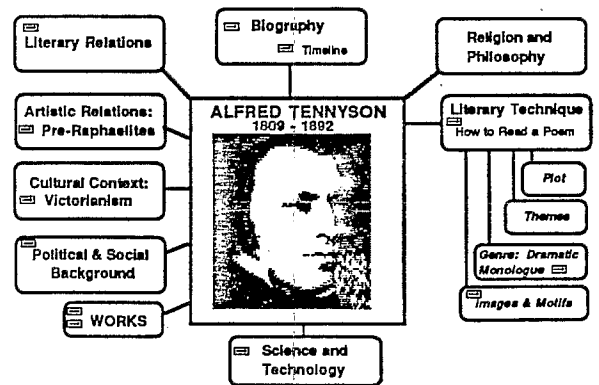 Literary Relations
Biography
Timeline
Religion and
Philosophy
Artistic Relations:
Pre-Raphaelites
ALFRED TENNYSON
1809 - 1892
Literary Technique
How to Read a Poem
Plot
Themes
Genre: Dramatic
Monologue
Images & Motifs
Cultural Context:
Victorianism
Political & Social
Background
WORKS
Science and
Technology